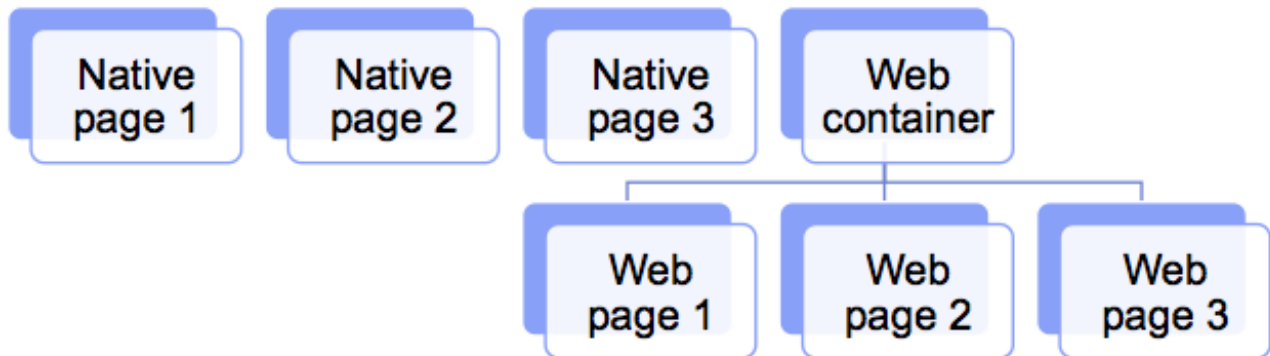 Native
page 1
Native
page 2
Native
page 3
Web
container
Web
page 1
Web
page 2
Web
page 3